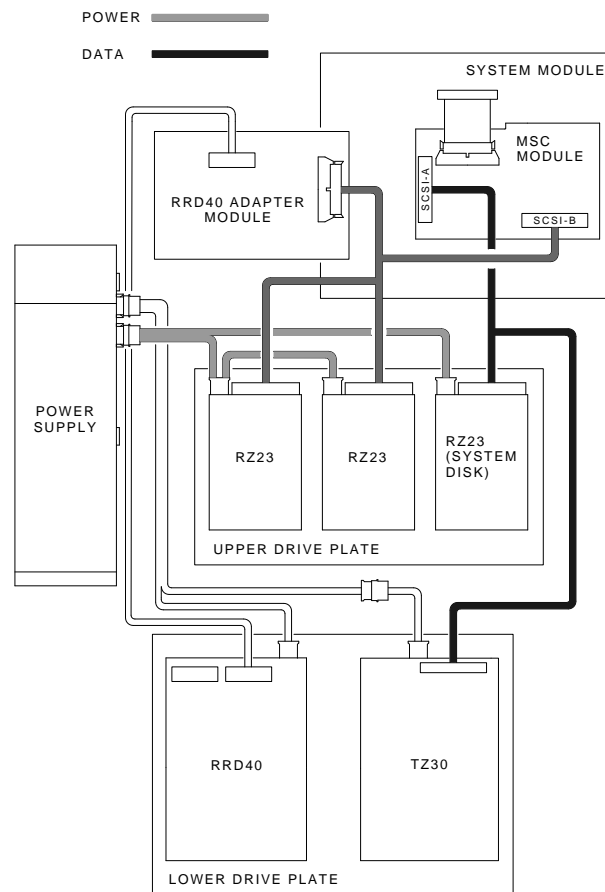 POWER
DATA
SYSTEM MODULE
MSC
MODULE
SCSI-A
SCSI-B
RRD40 ADAPTER
MODULE
POWER
SUPPLY
RZ23
RZ23
RZ23
(SYSTEM
DISK)
UPPER DRIVE PLATE
RRD40
TZ30
LOWER DRIVE PLATE